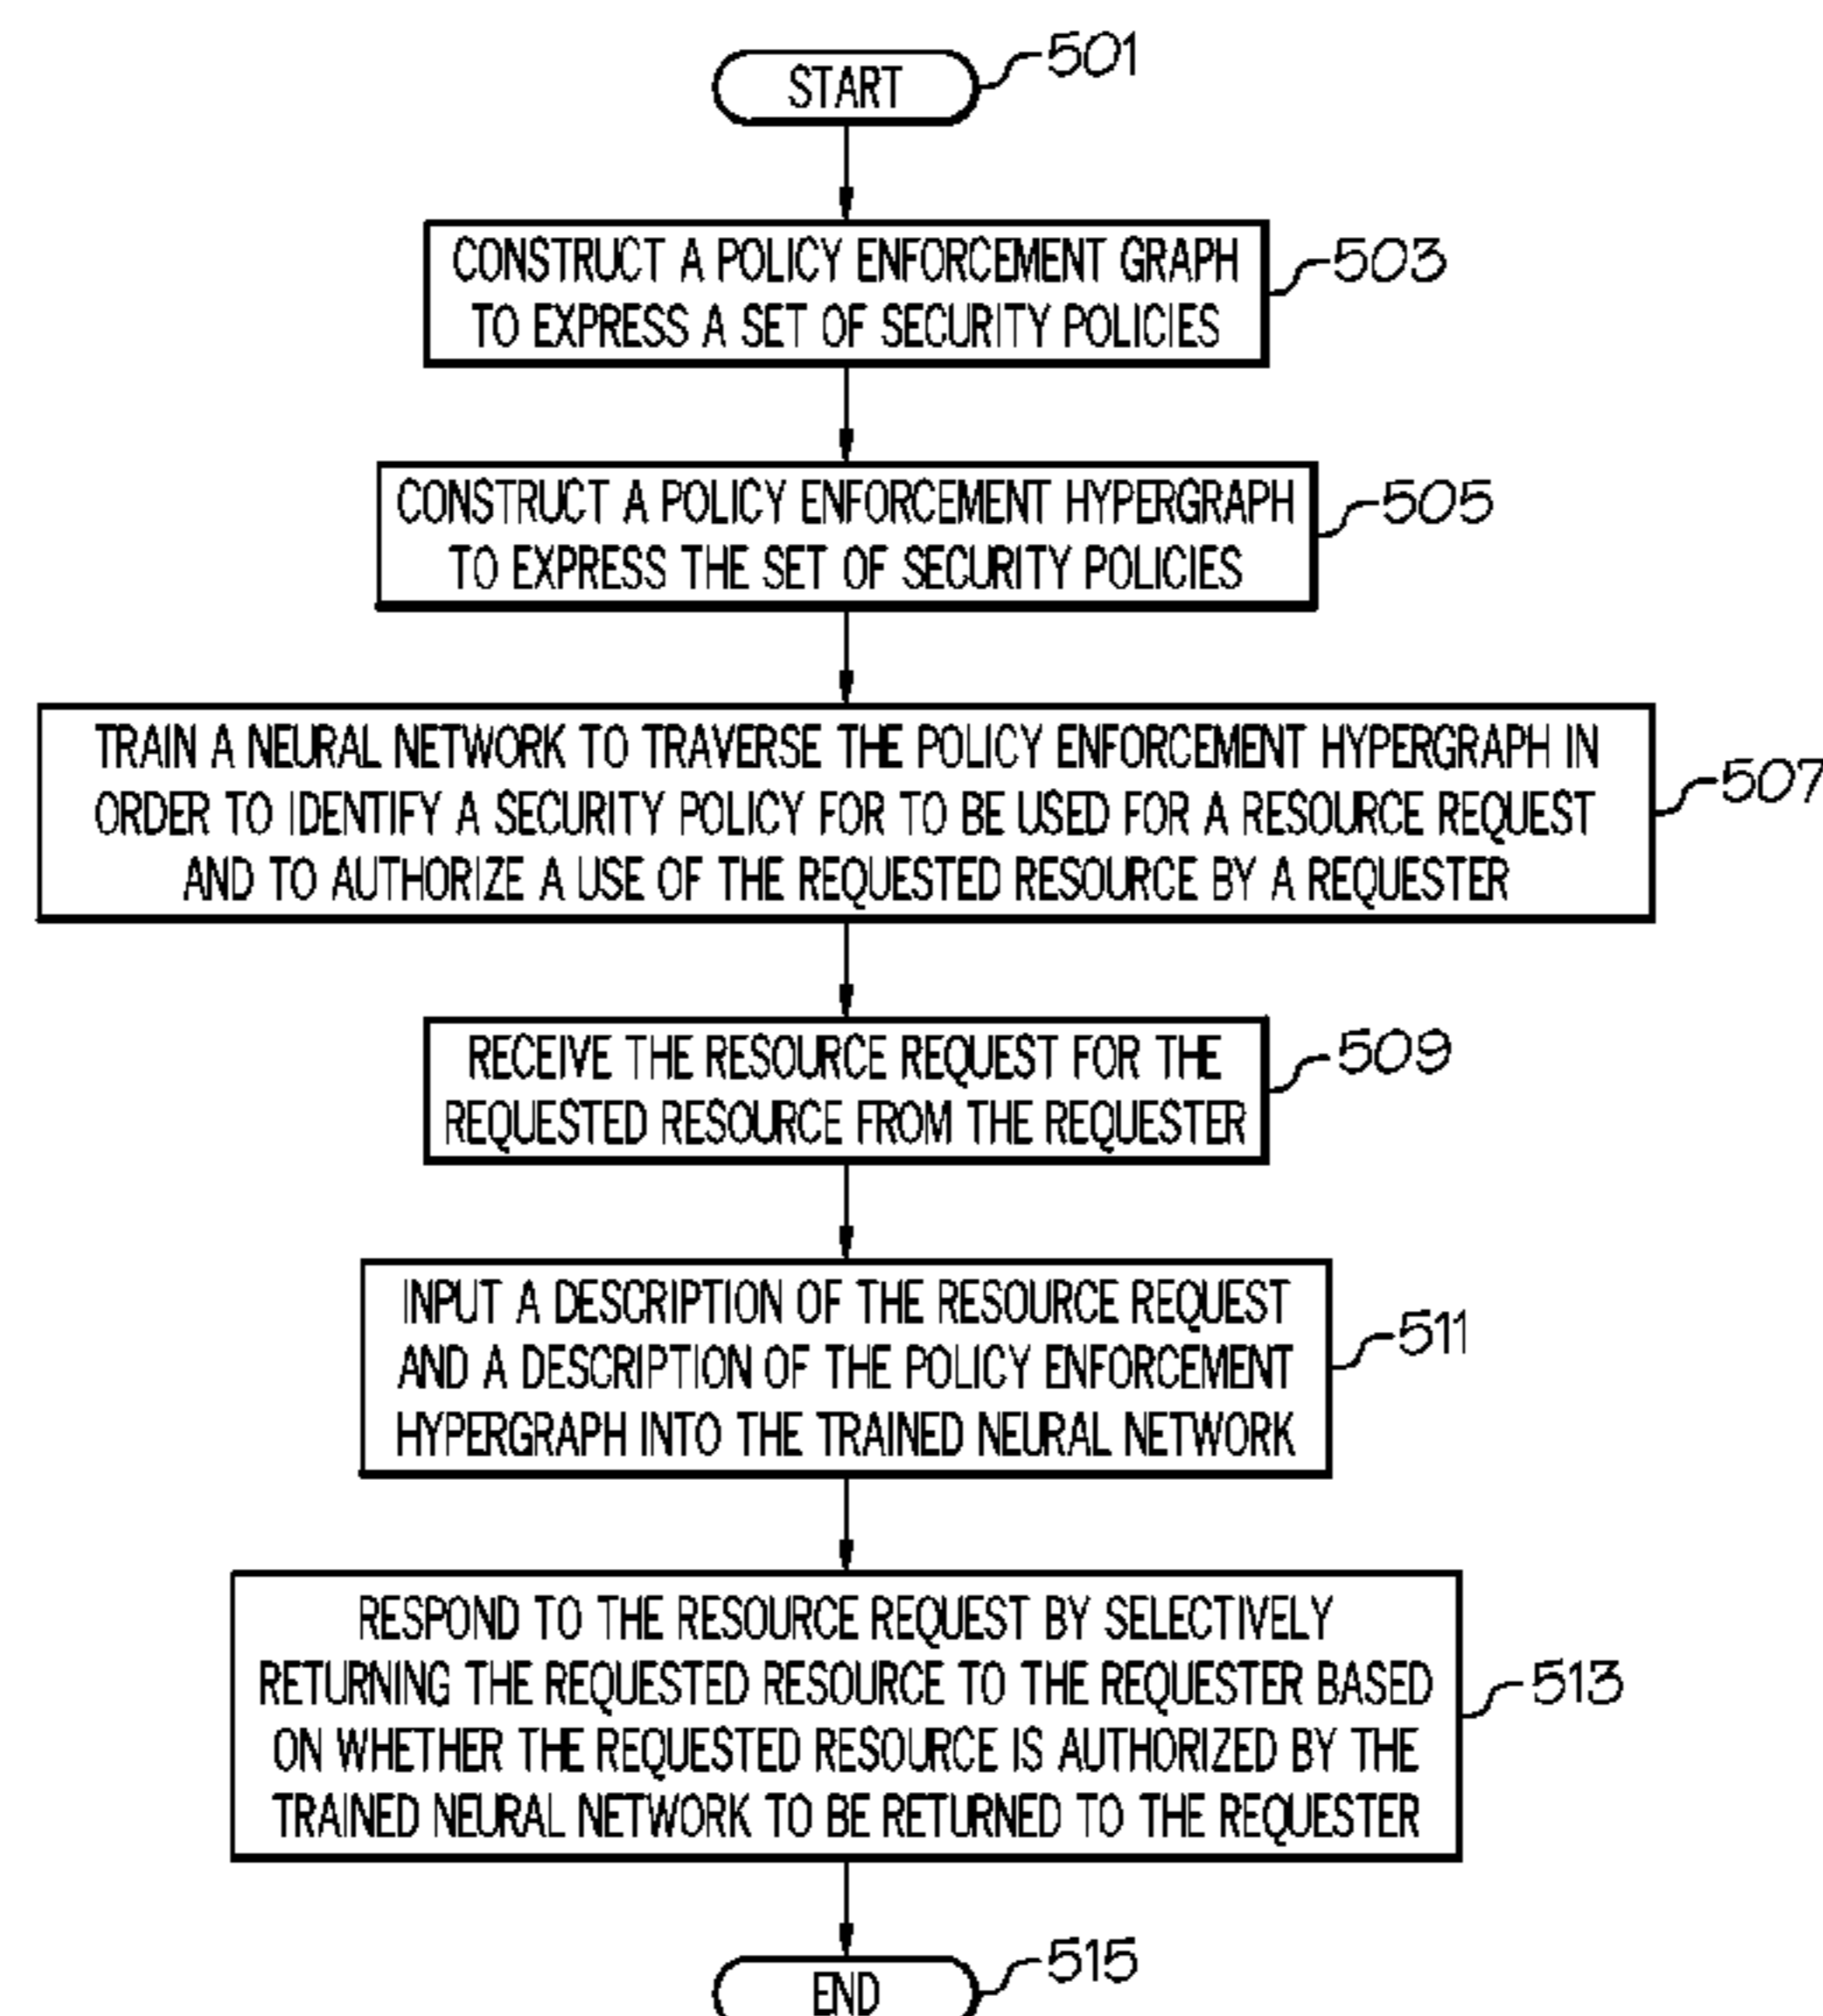 START
501
CONSTRUCT A POLICY ENFORCEMENT GRAPH
TO EXPRESS A SET OF SECURITY POLICIES
503
CONSTRUCT A POLICY ENFORCEMENT HYPERGRAPH
TO EXPRESS THE SET OF SECURITY POLICIES
505
TRAIN A NEURAL NETWORK TO TRAVERSE THE POLICY ENFORCEMENT HYPERGRAPH IN
ORDER TO IDENTIFY A SECURITY POLICY FOR TO BE USED FOR A RESOURCE REQUEST
AND TO AUTHORIZE A USE OF THE REQUESTED RESOURCE BY A REQUESTER
507
RECEIVE THE RESOURCE REQUEST FOR THE
REQUESTED RESOURCE FROM THE REQUESTER
509
INPUT A DESCRIPTION OF THE RESOURCE REQUEST
AND A DESCRIPTION OF THE POLICY ENFORCEMENT
HYPERGRAPH INTO THE TRAINED NEURAL NETWORK
511
RESPOND TO THE RESOURCE REQUEST BY SELECTIVELY
RETURNING THE REQUESTED RESOURCE TO THE REQUESTER BASED
ON WHETHER THE REQUESTED RESOURCE IS AUTHORIZED BY THE
TRAINED NEURAL NETWORK TO BE RETURNED TO THE REQUESTER
513
END
515